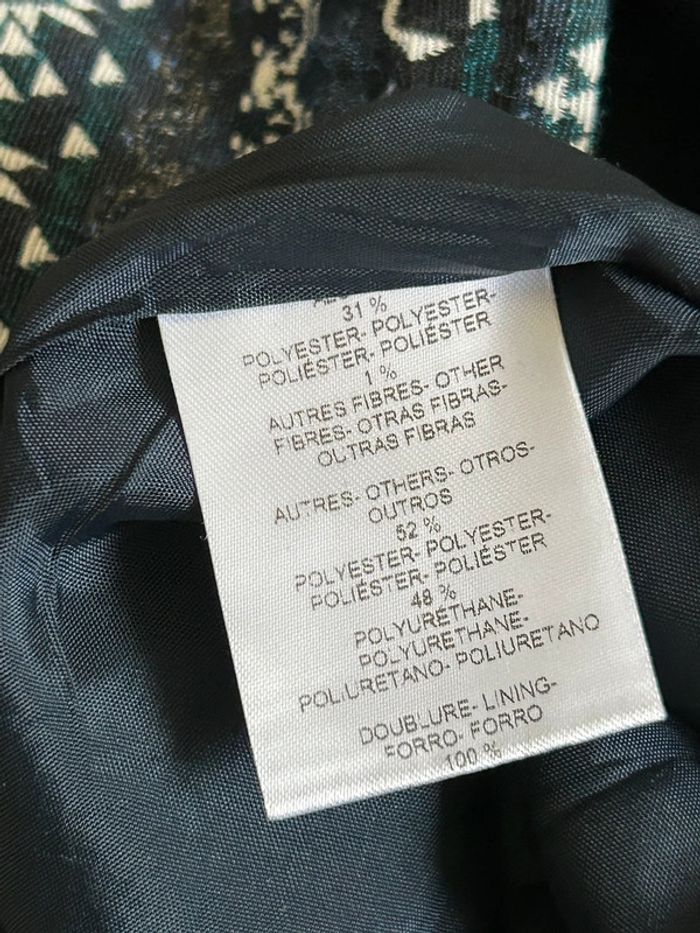 31 %
POLYESTER- POLYESTER-
POLIÉSTER- POLIÉSTER
1 %
AUTRES FIBRES- OTHER
FIBRES- OTRAS FIBRAS-
OUTRAS FIBRAS
AUTRES- OTHERS- OTROS-
OUTROS
52 %
POLYESTER- POLYESTER-
POLIÉSTER- POLIÉSTER
48 %
POLYURÉTHANE-
POLYURETHANE-
POLIURETANO- POLIURETANO
DOUBLURE- LINING-
FORRO- FORRO
100 %